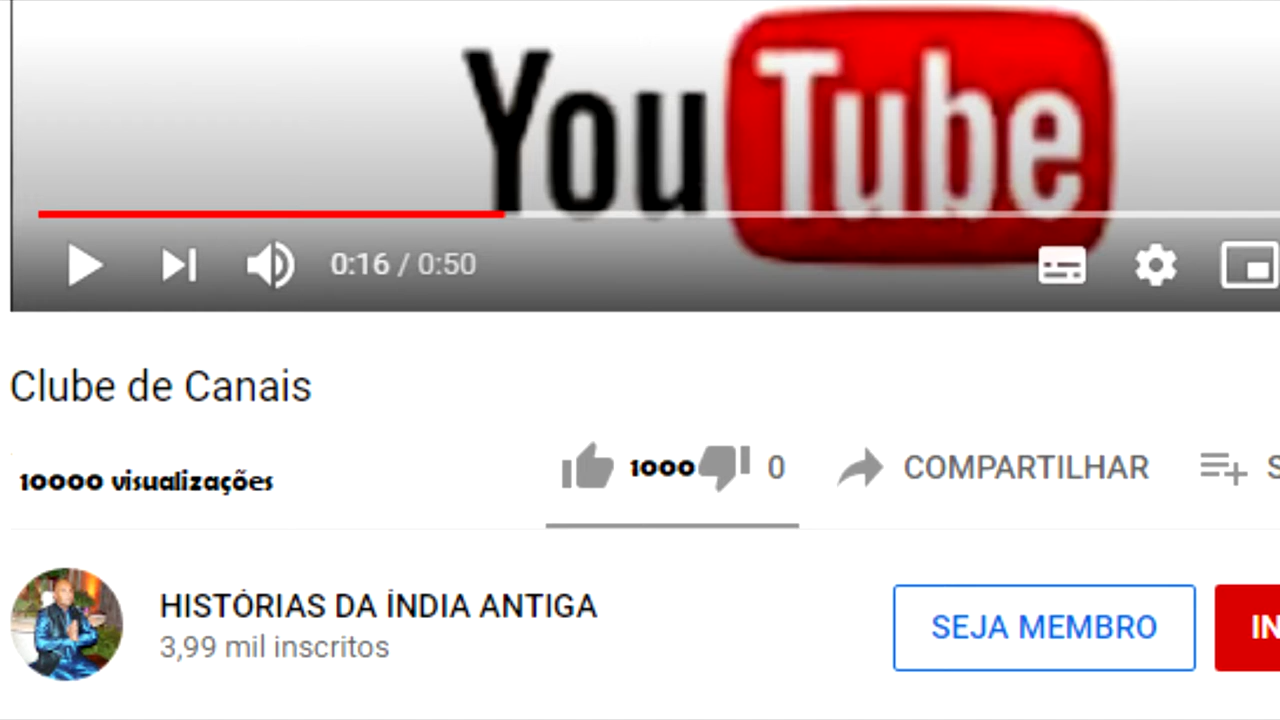 YouTube
0:16 / 0:50
Clube de Canais
10000 visualizações 1000 0 COMPARTILHAR S
HISTÓRIAS DA ÍNDIA ANTIGA
3,99 mil inscritos
SEJA MEMBRO IN